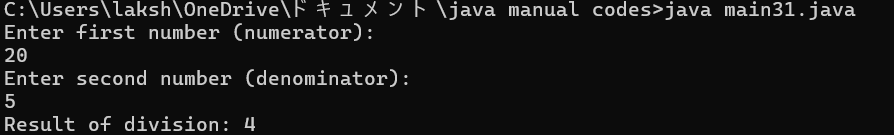 C:\Users\laksh\OneDrive\ドキュメント\java manual codes>java main31.java
Enter first number (numerator):
20
Enter second number (denominator):
5
Result of division: 4